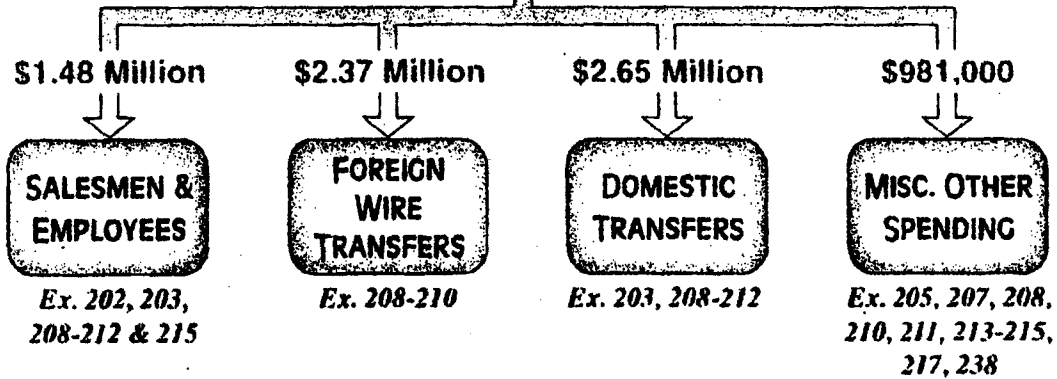 $1.48 Million
$2.37 Million
$2.65 Million
$981,000
SALESMEN &
EMPLOYEES
FOREIGN
WIRE
TRANSFERS
DOMESTIC
TRANSFERS
MISC. OTHER
SPENDING
Ex. 202, 203,
208-212 & 215
Ex. 208-210
Ex. 203, 208-212
Ex. 205, 207, 208,
210, 211, 213-215,
217, 238